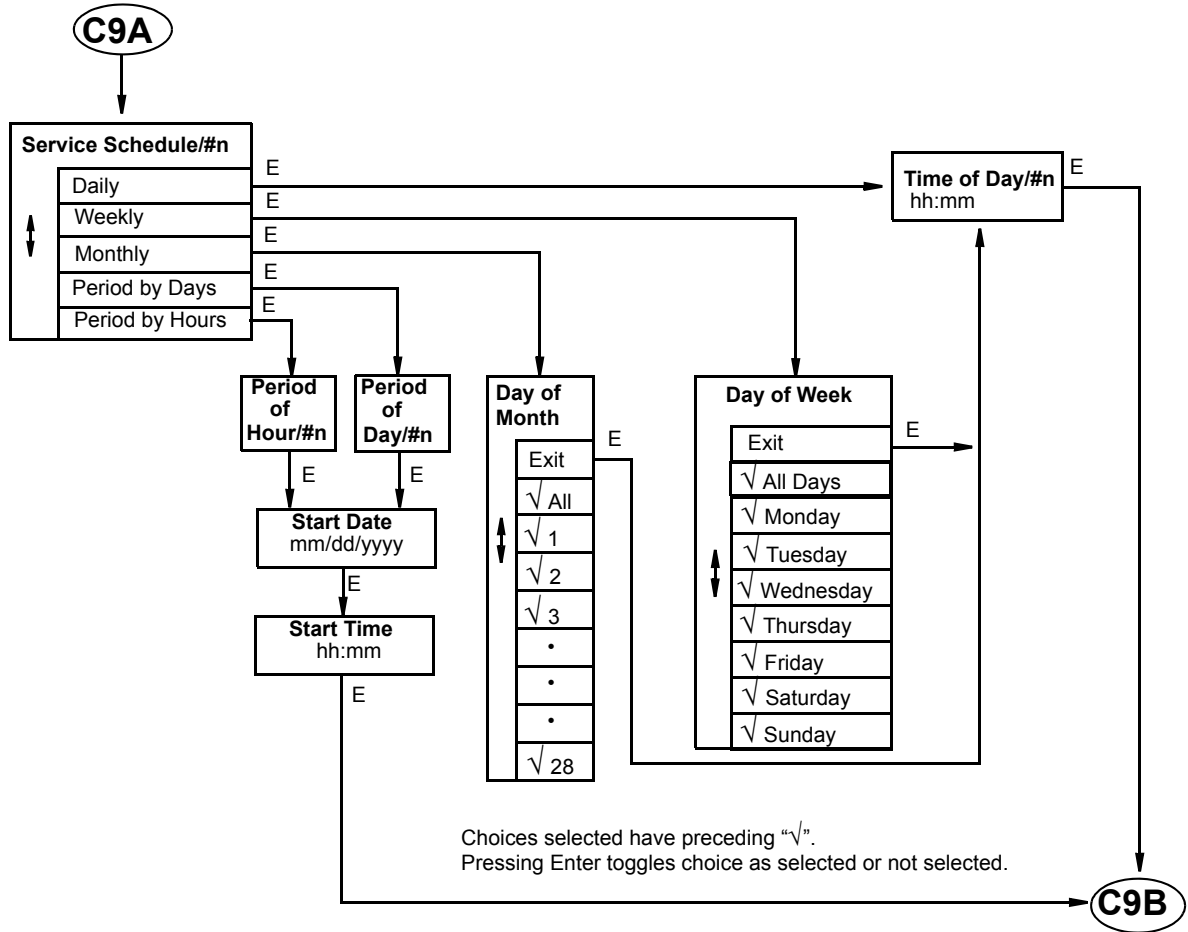 C9A
Service Schedule/#n
Daily
E
Weekly
E
Monthly
E
Period by Days
E
Period by Hours
E
Time of Day/#n
hh:mm
E
Period
of
Hour/#n
E
Period
of
Day/#n
E
Start Date
mm/dd/yyyy
E
Start Time
hh:mm
E
Day of
Month
Exit
E
√ All
√ 1
√ 2
√ 3
•
•
•
√ 28
Day of Week
Exit
E
√ All Days
√ Monday
√ Tuesday
√ Wednesday
√ Thursday
√ Friday
√ Saturday
√ Sunday
Choices selected have preceding “√”.
Pressing Enter toggles choice as selected or not selected.
C9B